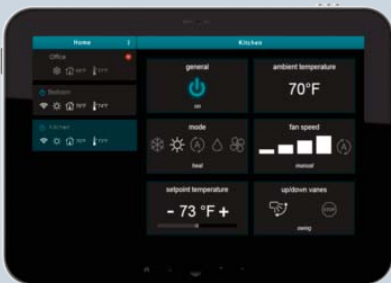 Home
Kitchen
Office
general
on
ambient temperature
70°F
Bedroom
Kitchen
mode
A
heat
fan speed
A
manual
setpoint temperature
- 73 °F +
up/down vanes
STOP
swing